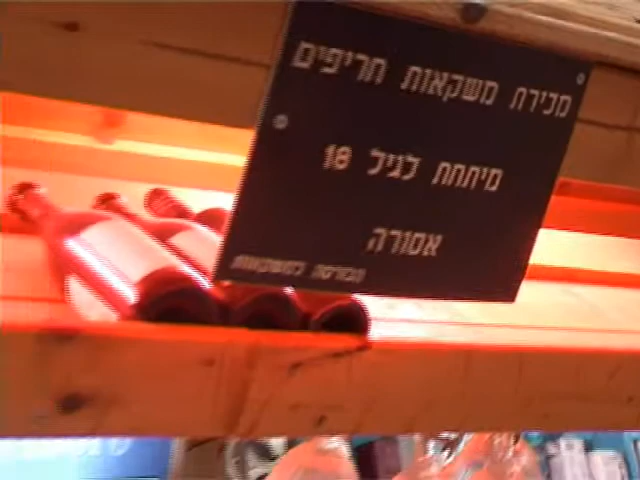 מכירת משקאות חריפים
מיתחת לגיל 18
אסורה